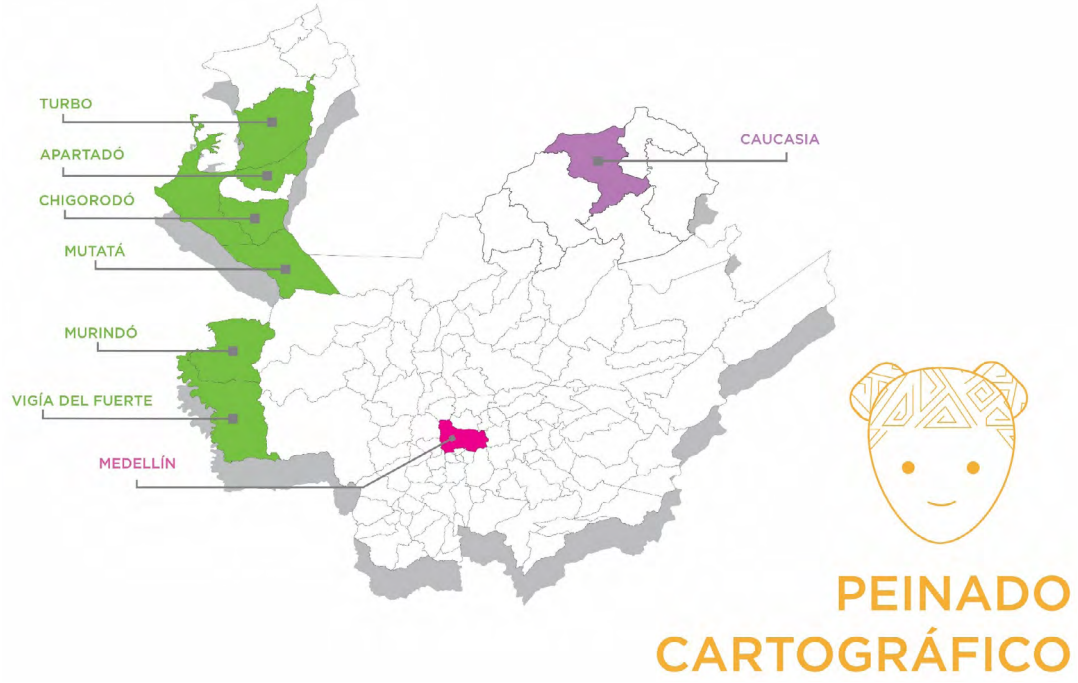 TURBO
APARTADÓ
CHIGORODÓ
MUTATÁ
MURINDÓ
VIGÍA DEL FUERTE
MEDELLÍN
CAUCASIA
PEINADO
CARTOGRÁFICO